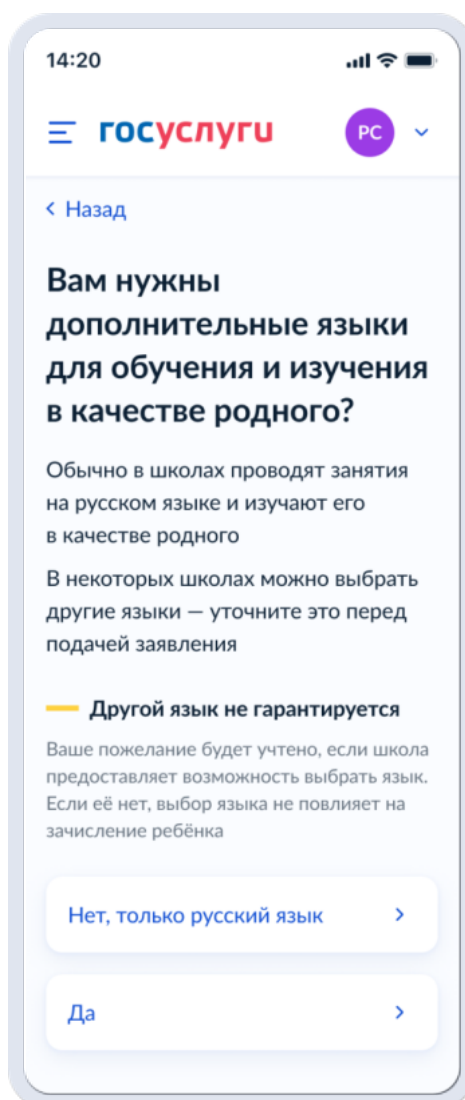 14:20
госуслуги
РС
Назад
Вам нужны
дополнительные языки
для обучения и изучения
в качестве родного?
Обычно в школах проводят занятия
на русском языке и изучают его
в качестве родного
В некоторых школах можно выбрать
другие языки — уточните это перед
подачей заявления
Другой язык не гарантируется
Ваше пожелание будет учтено, если школа
предоставляет возможность выбрать язык.
Если её нет, выбор языка не повлияет на
зачисление ребёнка
Нет, только русский язык
Да